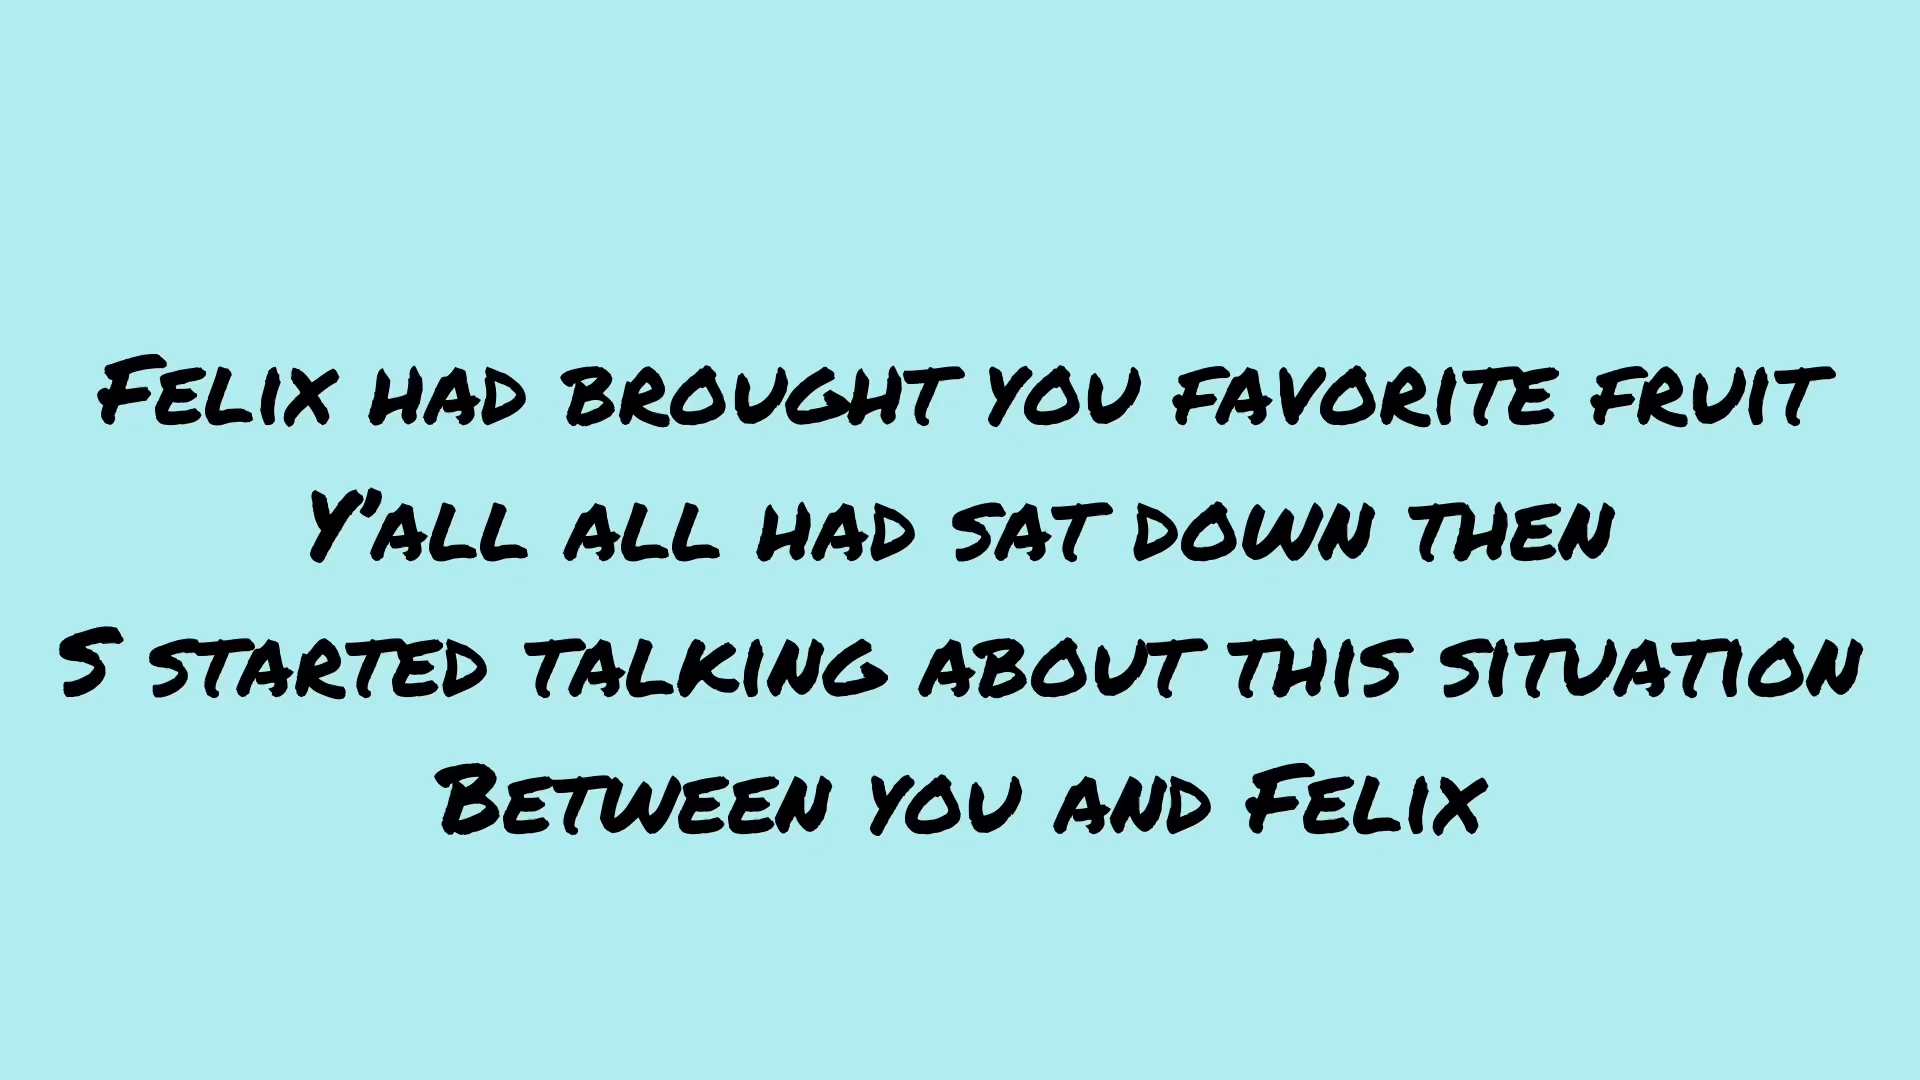 Felix had brought you favorite fruit
Y'all all had sat down then
S started talking about this situation
Between you and Felix